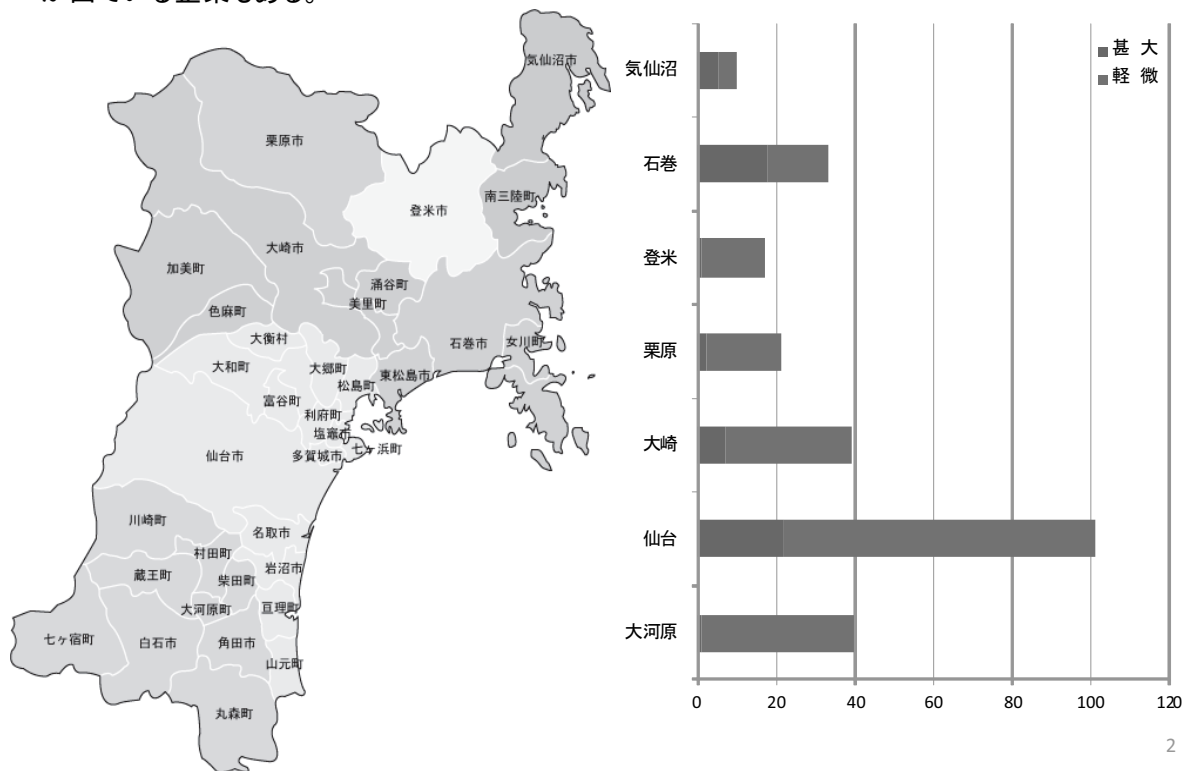 気仙沼市
栗原市
登米市
南三陸町
大崎市
加美町
涌谷町
美里町
色麻町
大衡村
石巻市
女川町
大和町
大郷町
東松島市
松島町
富谷町
利府町
塩竈市
七ヶ浜町
仙台市
多賀城市
川崎町
名取市
村田町
岩沼市
蔵王町
柴田町
大河原町
亘理町
七ヶ宿町
白石市
角田市
山元町
丸森町
甚 大
軽 微
気仙沼
石巻
登米
栗原
大崎
仙台
大河原
0 20 40 60 80 100 120
2